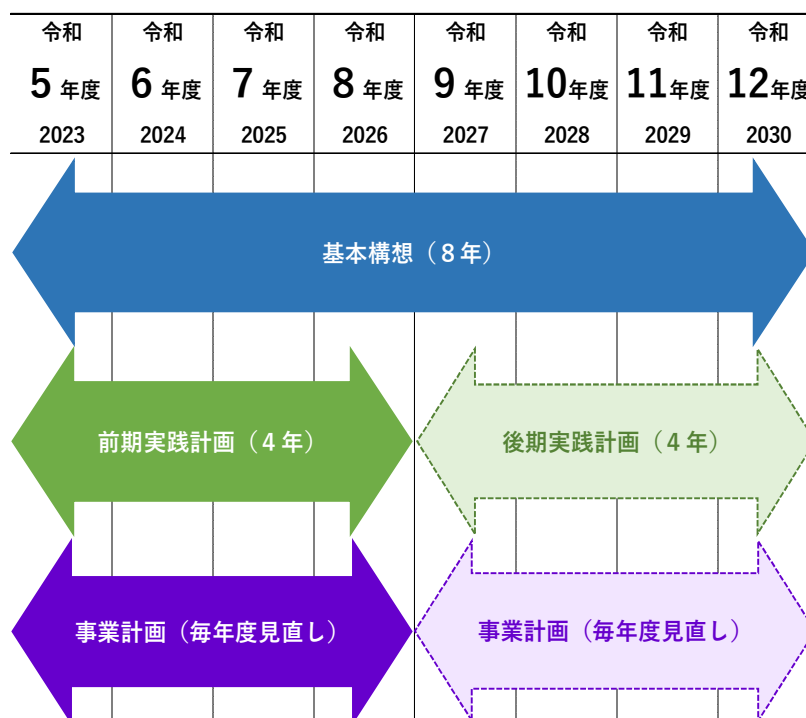 令和 令和 令和 令和 令和 令和 令和 令和
5 年度 6 年度 7 年度 8 年度 9 年度 10年度 11年度 12年度
2023 2024 2025 2026 2027 2028 2029 2030
基本構想（８年）
前期実践計画（４年） 後期実践計画（４年）
事業計画（毎年度見直し） 事業計画（毎年度見直し）